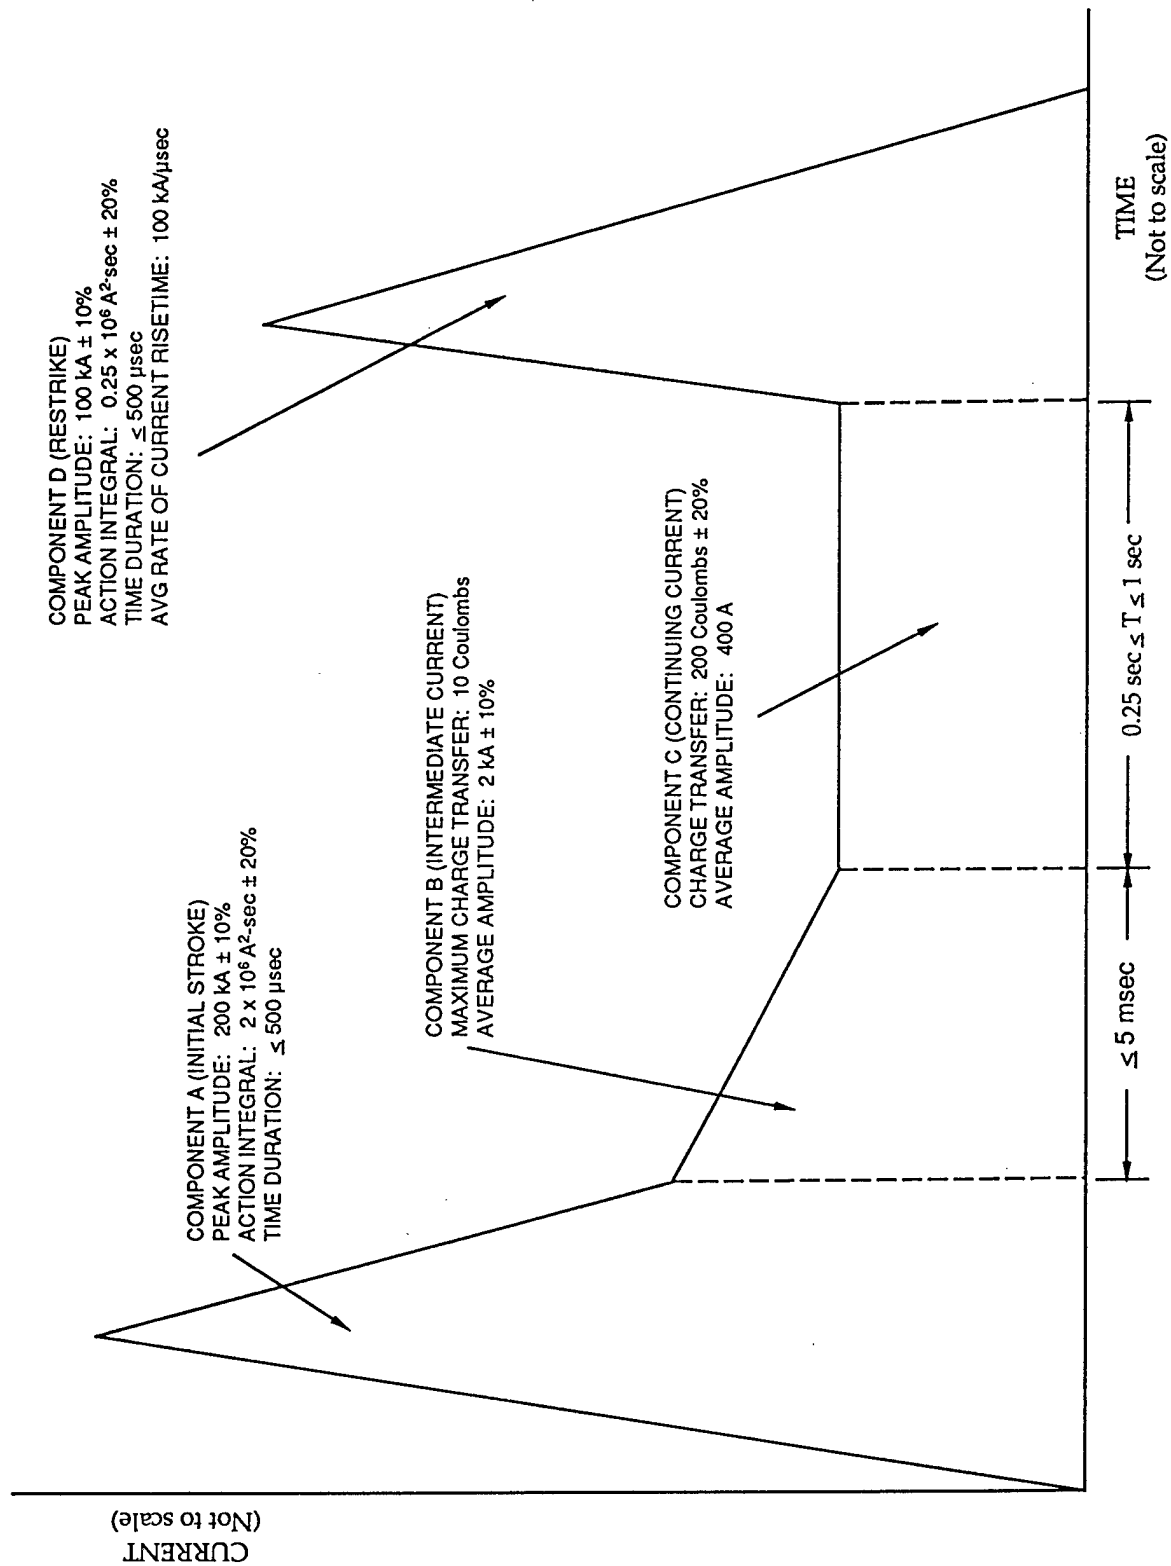 CURRENT
(Not to scale)
COMPONENT A (INITIAL STROKE)
PEAK AMPLITUDE: 200 kA ± 10%
ACTION INTEGRAL: 2 x 10⁶ A²-sec ± 20%
TIME DURATION: ≤ 500 µsec
COMPONENT B (INTERMEDIATE CURRENT)
MAXIMUM CHARGE TRANSFER: 10 Coulombs
AVERAGE AMPLITUDE: 2 kA ± 10%
COMPONENT C (CONTINUING CURRENT)
CHARGE TRANSFER: 200 Coulombs ± 20%
AVERAGE AMPLITUDE: 400 A
COMPONENT D (RESTRIKE)
PEAK AMPLITUDE: 100 kA ± 10%
ACTION INTEGRAL: 0.25 x 10⁶ A²-sec ± 20%
TIME DURATION: ≤ 500 µsec
AVG RATE OF CURRENT RISETIME: 100 kA/µsec
≤ 5 msec
0.25 sec ≤ T ≤ 1 sec
TIME
(Not to scale)